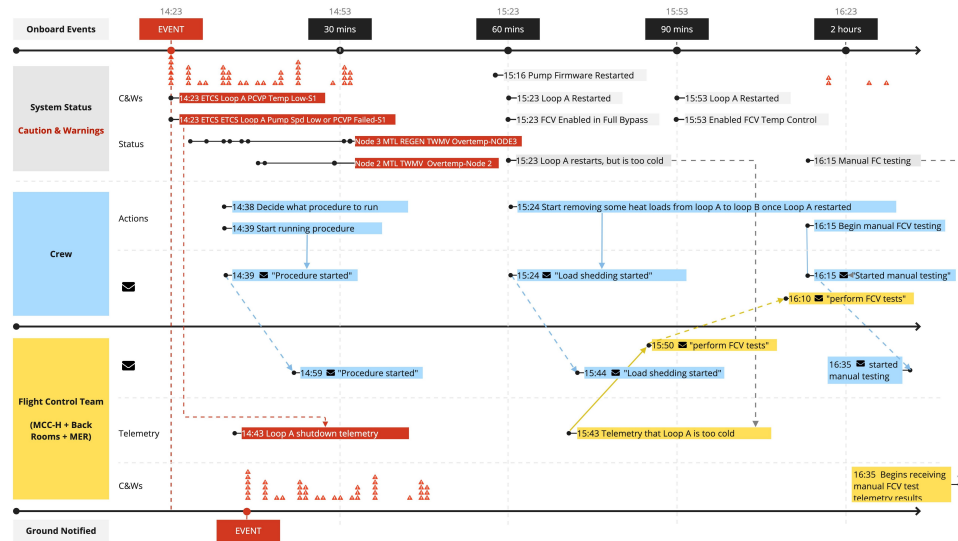 14:23
14:53
15:23
15:53
16:23
Onboard Events
EVENT
30 mins
60 mins
90 mins
2 hours
System Status
Caution & Warnings
C&Ws
15:16 Pump Firmware Restarted
14:23 ETCS Loop A PCVP Temp Low-S1
15:23 Loop A Restarted
15:53 Loop A Restarted
14:23 ETCS ETCS Loop A Pump Spd Low or PCVP Failed-S1
15:23 FCV Enabled in Full Bypass
15:53 Enabled FCV Temp Control
Status
Node 3 MTL REGEN TWMV Overtemp-NODE3
Node 2 MTL TWMV Overtemp-Node 2
15:23 Loop A restarts, but is too cold
16:15 Manual FC testing
Crew
Actions
14:38 Decide what procedure to run
15:24 Start removing some heat loads from loop A to loop B once Loop A restarted
14:39 Start running procedure
16:15 Begin manual FCV testing
14:39 "Procedure started"
15:24 "Load shedding started"
16:15 "Started manual testing"
16:10 "perform FCV tests"
Flight Control Team
(MCC-H + Back
Rooms + MER)
15:50 "perform FCV tests"
14:59 "Procedure started"
15:44 "Load shedding started"
16:35 started
manual testing
Telemetry
14:43 Loop A shutdown telemetry
15:43 Telemetry that Loop A is too cold
C&Ws
16:35 Begins receiving
manual FCV test
telemetry results
Ground Notified
EVENT